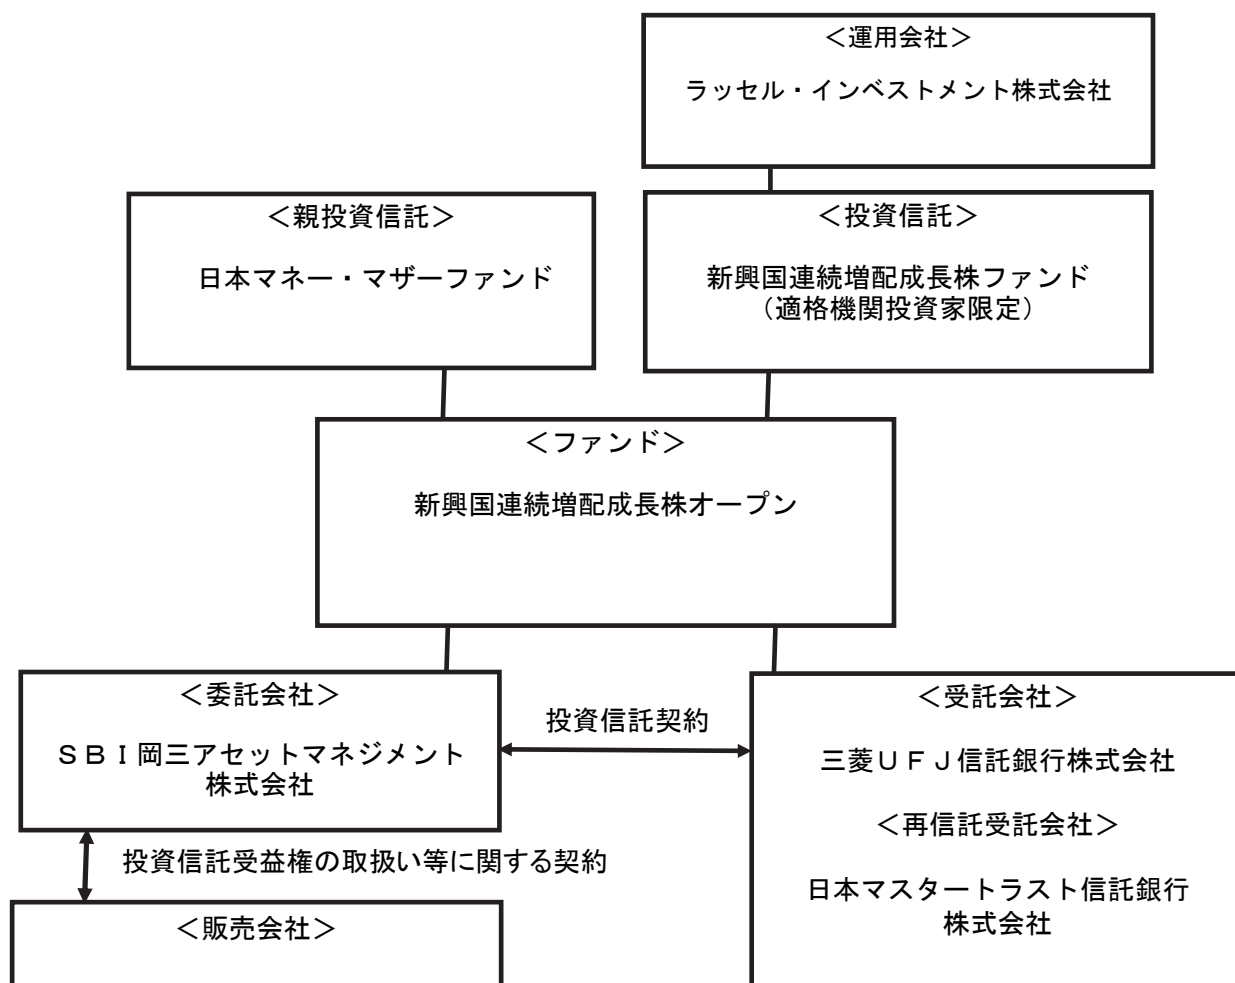 ＜運用会社＞
ラッセル・インベストメント株式会社
＜親投資信託＞
日本マネー・マザーファンド
＜投資信託＞
新興国連続増配成長株ファンド
（適格機関投資家限定）
＜ファンド＞
新興国連続増配成長株オープン
＜委託会社＞
ＳＢＩ岡三アセットマネジメント
株式会社
投資信託契約
＜受託会社＞
三菱ＵＦＪ信託銀行株式会社
＜再信託受託会社＞
日本マスタートラスト信託銀行
株式会社
投資信託受益権の取扱い等に関する契約
＜販売会社＞